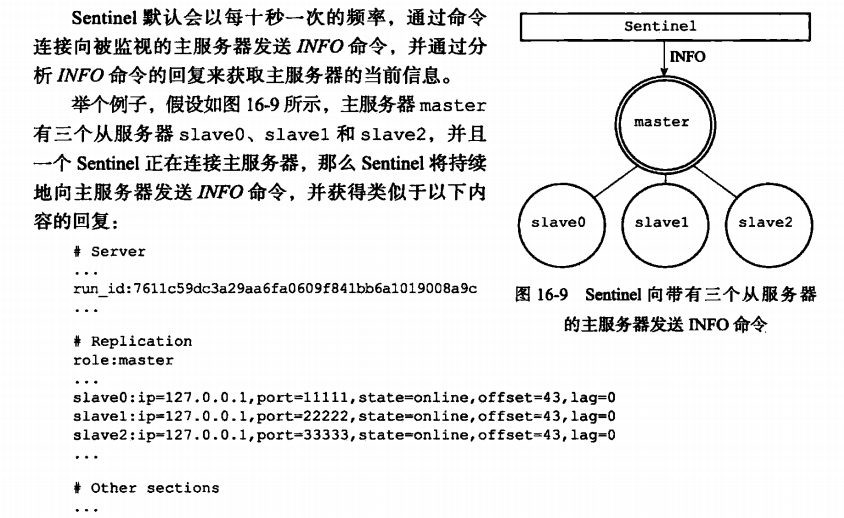 Sentinel 默认会以每十秒一次的频率，通过命令
连接向被监视的主服务器发送 INFO 命令，并通过分
析 INFO 命令的回复来获取主服务器的当前信息。
举个例子，假设如图 16-9 所示，主服务器 master
有三个从服务器 slave0、slave1 和 slave2，并且
一个 Sentinel 正在连接主服务器，那么 Sentinel 将持续
地向主服务器发送 INFO 命令，并获得类似于以下内
容的回复：
# Server
...
run_id:7611c59dc3a29aa6fa0609f841bb6a1019008a9c
...
# Replication
role:master
...
slave0:ip=127.0.0.1,port=11111,state=online,offset=43,lag=0
slave1:ip=127.0.0.1,port=22222,state=online,offset=43,lag=0
slave2:ip=127.0.0.1,port=33333,state=online,offset=43,lag=0
...
# Other sections
...
Sentinel
INFO
master
slave0
slave1
slave2
图 16-9 Sentinel 向带有三个从服务器
的主服务器发送 INFO 命令